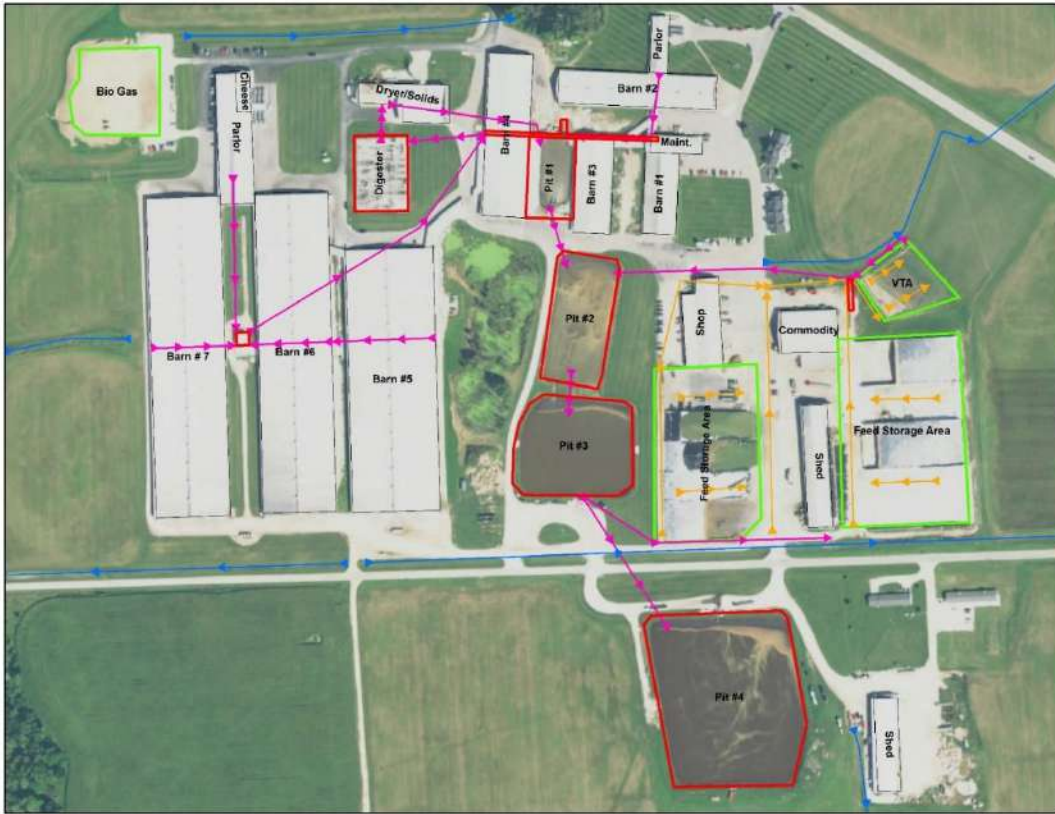 Parlor
Cheese
Bio Gas
Dryer/Solids
Barn #2
Barn #4
Maint.
Parlor
Digester
Pit #1
Barn #3
Barn #1
VTA
Pit #2
Shop
Commodity
Barn # 7
Barn #6
Barn #5
Pit #3
Feed Storage Area
Shed
Feed Storage Area
Pit #4
Shed